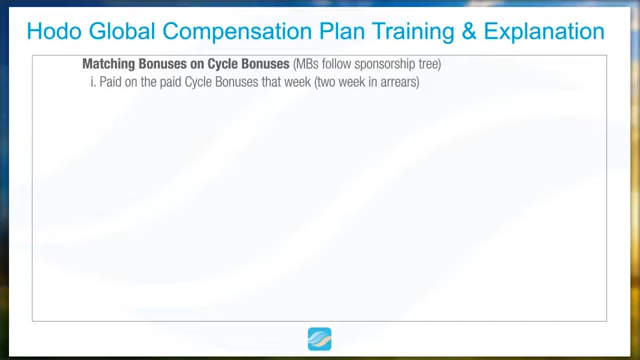 Hodo Global Compensation Plan Training & Explanation
Matching Bonuses on Cycle Bonuses (MBs follow sponsorship tree)
i. Paid on the paid Cycle Bonuses that week (two week in arrears)